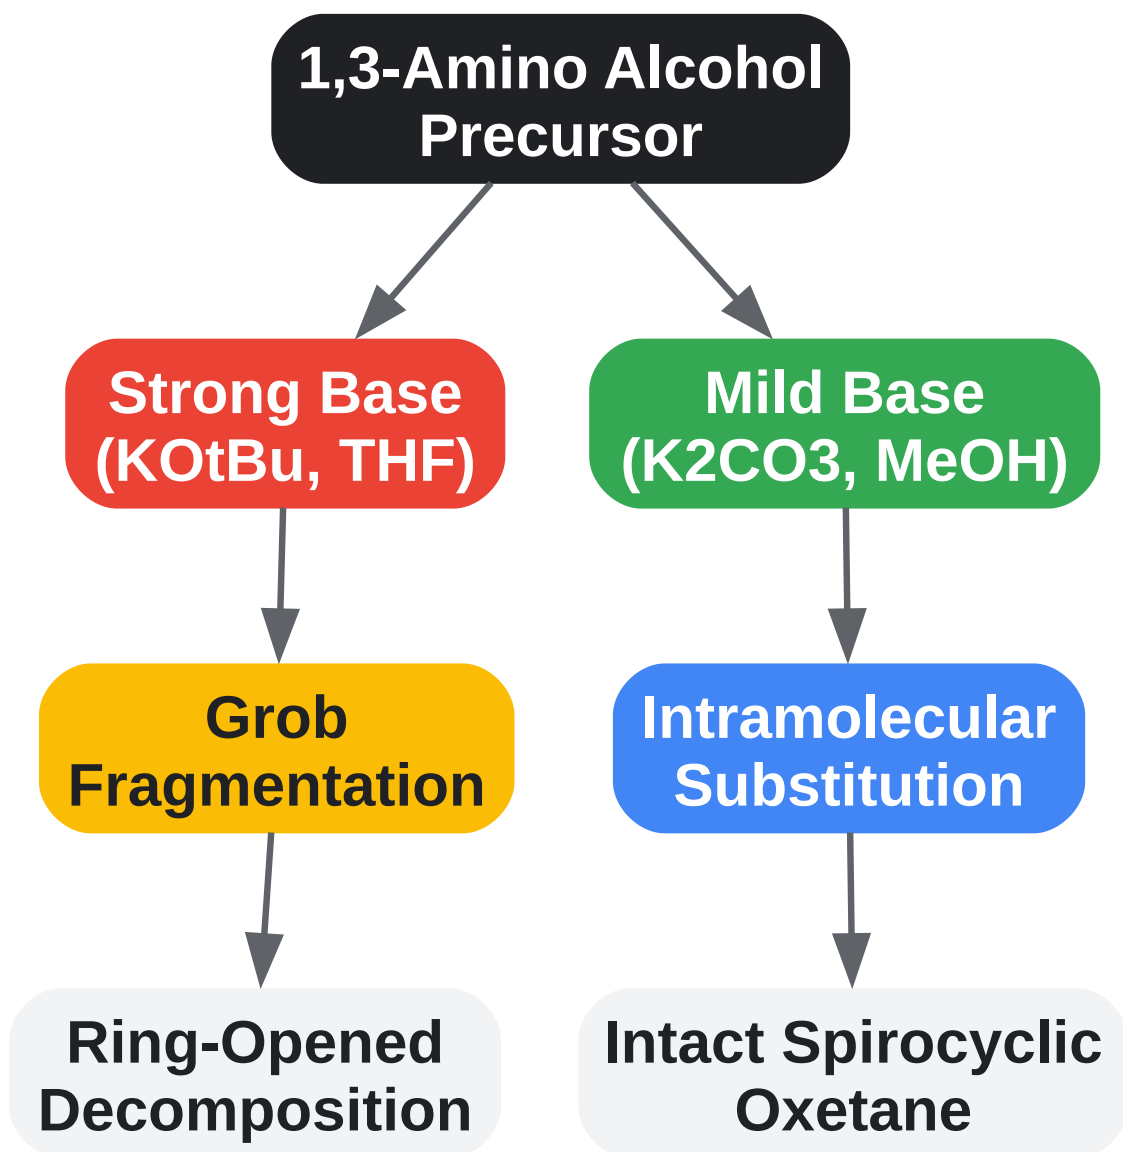 1,3-Amino Alcohol
Precursor
Strong Base
(KOtBu, THF)
Mild Base
(K2CO3, MeOH)
Grob
Fragmentation
Intramolecular
Substitution
Ring-Opened
Decomposition
Intact Spirocyclic
Oxetane